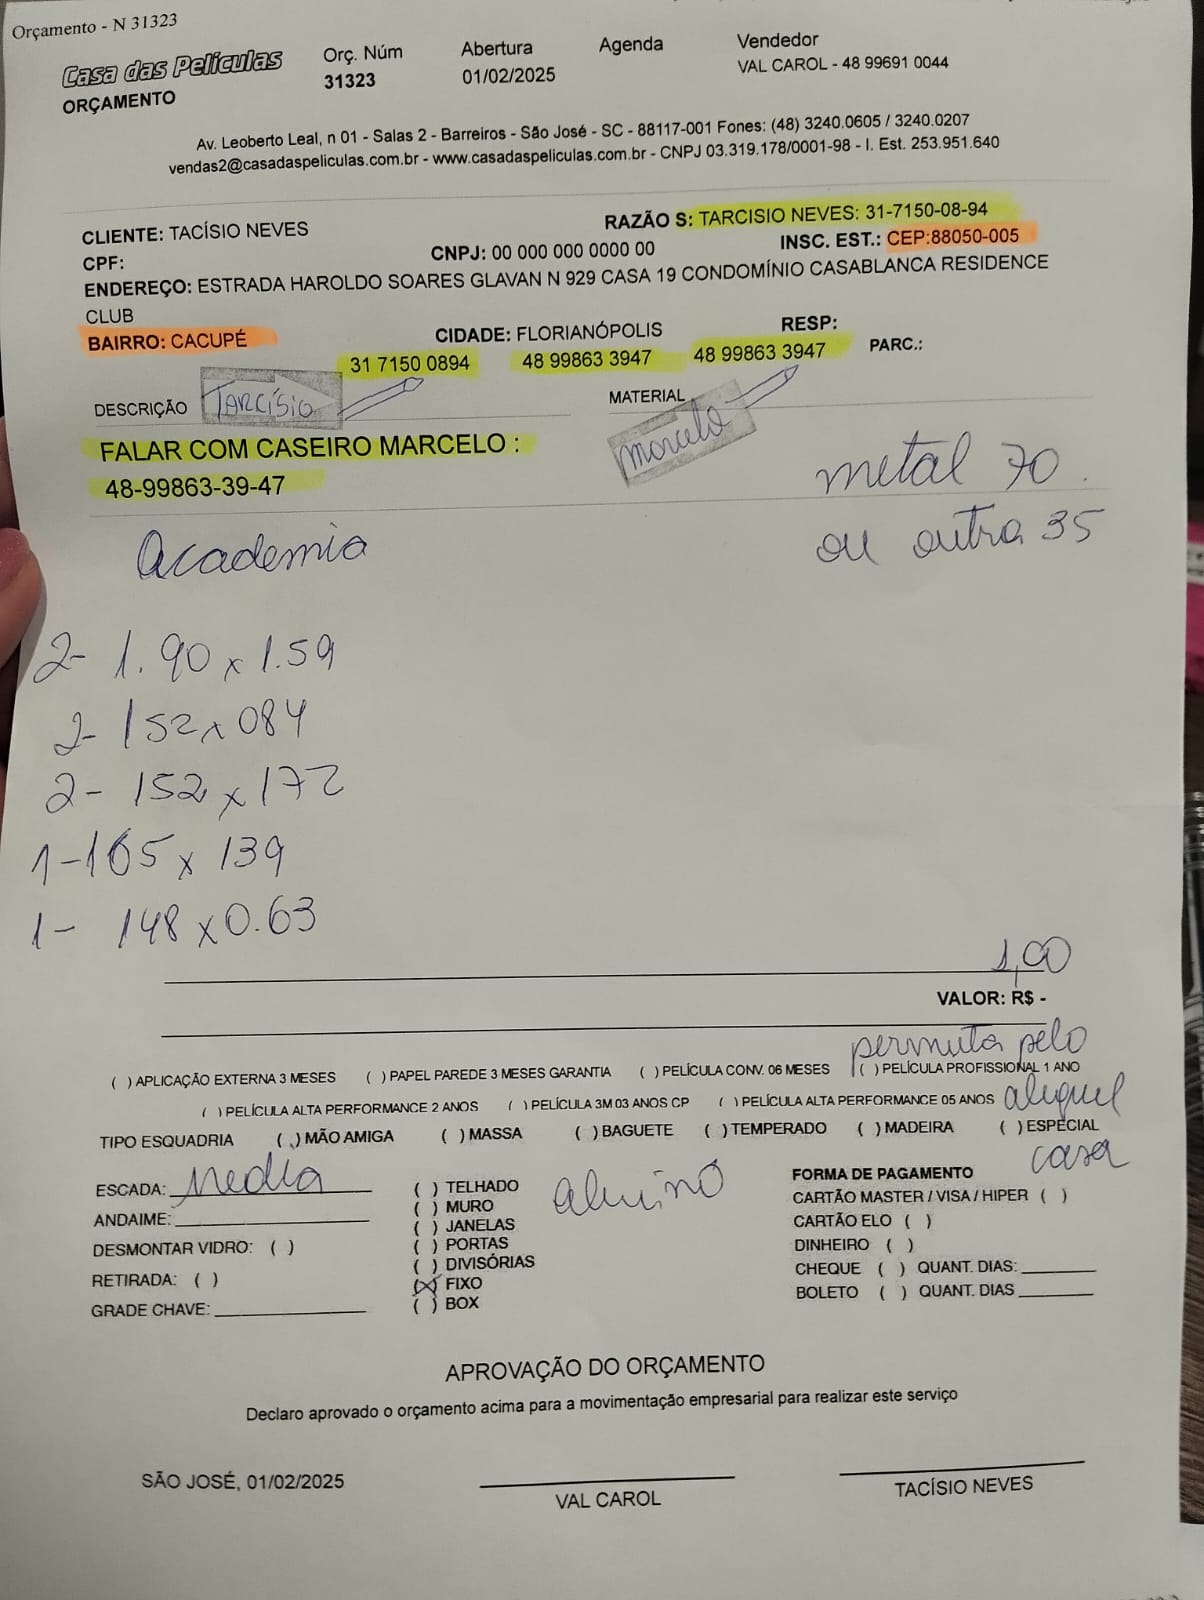 Orçamento - N 31323
Casa das Películas
ORÇAMENTO
Orç. Núm
31323
Abertura
01/02/2025
Agenda
Vendedor
VAL CAROL - 48 99691 0044
Av. Leoberto Leal, n 01 - Salas 2 - Barreiros - São José - SC - 88117-001 Fones: (48) 3240.0605 / 3240.0207
vendas2@casadaspeliculas.com.br - www.casadaspeliculas.com.br - CNPJ 03.319.178/0001-98 - I. Est. 253.951.640
CLIENTE: TACÍSIO NEVES RAZÃO S: TARCISIO NEVES: 31-7150-08-94
CPF: CNPJ: 00 000 000 0000 00 INSC. EST.: CEP:88050-005
ENDEREÇO: ESTRADA HAROLDO SOARES GLAVAN N 929 CASA 19 CONDOMÍNIO CASABLANCA RESIDENCE
CLUB
BAIRRO: CACUPÉ CIDADE: FLORIANÓPOLIS RESP:
31 7150 0894 48 99863 3947 48 99863 3947 PARC.:
DESCRIÇÃO TARCÍSIO MATERIAL marcelo
FALAR COM CASEIRO MARCELO :
48-99863-39-47
metal 70
Academia ou outra 35
2- 1.90 x 1.59
2- 152 x 084
2- 152 x 172
1- 165 x 139
1- 148 x 0.63
1,00
VALOR: R$ -
permuta pelo
( ) APLICAÇÃO EXTERNA 3 MESES ( ) PAPEL PAREDE 3 MESES GARANTIA ( ) PELÍCULA CONV. 06 MESES ( ) PELÍCULA PROFISSIONAL 1 ANO
( ) PELÍCULA ALTA PERFORMANCE 2 ANOS ( ) PELÍCULA 3M 03 ANOS CP ( ) PELÍCULA ALTA PERFORMANCE 05 ANOS aluguel
TIPO ESQUADRIA ( ) MÃO AMIGA ( ) MASSA ( ) BAGUETE ( ) TEMPERADO ( ) MADEIRA ( ) ESPECIAL
casa
ESCADA: media
ANDAIME:
DESMONTAR VIDRO: ( )
RETIRADA: ( )
GRADE CHAVE:
( ) TELHADO
( ) MURO
( ) JANELAS
( ) PORTAS
( ) DIVISÓRIAS
(X) FIXO
( ) BOX
FORMA DE PAGAMENTO
CARTÃO MASTER / VISA / HIPER ( )
CARTÃO ELO ( )
DINHEIRO ( )
CHEQUE ( ) QUANT. DIAS:
BOLETO ( ) QUANT. DIAS
APROVAÇÃO DO ORÇAMENTO
Declaro aprovado o orçamento acima para a movimentação empresarial para realizar este serviço
SÃO JOSÉ, 01/02/2025
VAL CAROL
TACÍSIO NEVES